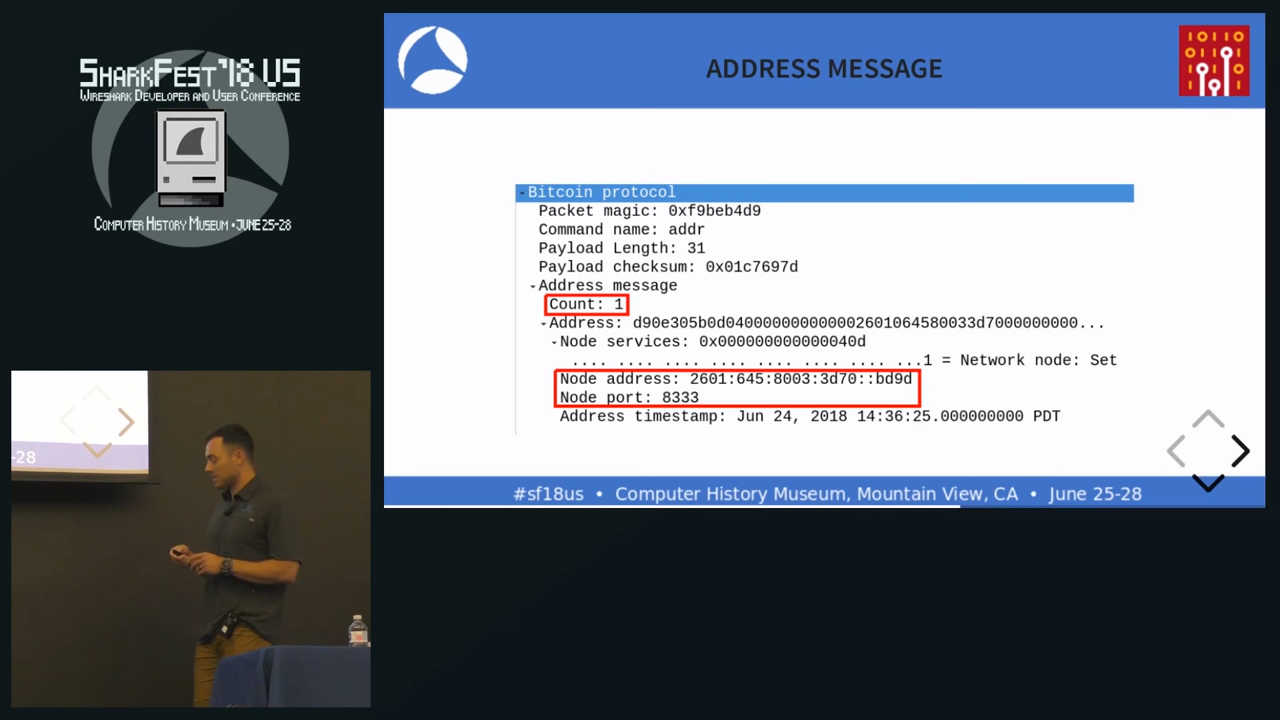 SHARKFEST '18 US
WIRESHARK DEVELOPER AND USER CONFERENCE
COMPUTER HISTORY MUSEUM • JUNE 25-28
ADDRESS MESSAGE
Bitcoin protocol
Packet magic: 0xf9beb4d9
Command name: addr
Payload Length: 31
Payload checksum: 0x01c7697d
Address message
Count: 1
Address: d90e305b0d040000000000002601064580033d7000000000...
Node services: 0x000000000000040d
.... .... .... .... .... .... .... ...1 = Network node: Set
Node address: 2601:645:8003:3d70::bd9d
Node port: 8333
Address timestamp: Jun 24, 2018 14:36:25.000000000 PDT
#sf18us • Computer History Museum, Mountain View, CA • June 25-28
-28